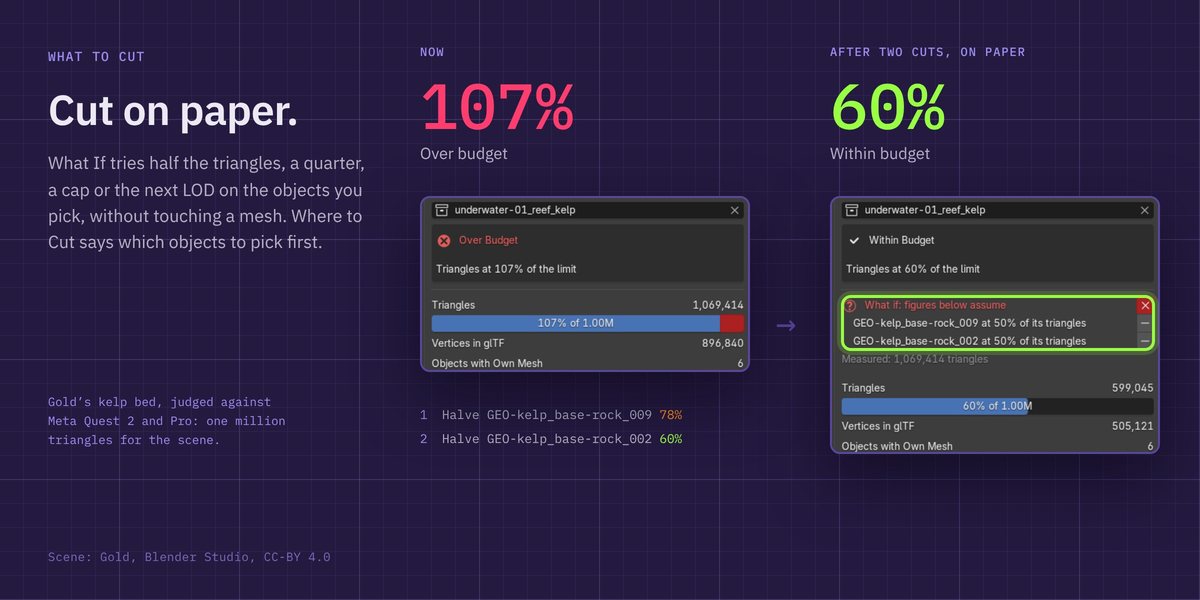 WHAT TO CUT
Cut on paper.
What If tries half the triangles, a quarter,
a cap or the next LOD on the objects you
pick, without touching a mesh. Where to
Cut says which objects to pick first.
Gold’s kelp bed, judged against
Meta Quest 2 and Pro: one million
triangles for the scene.
Scene: Gold, Blender Studio, CC-BY 4.0
NOW
107%
Over budget
underwater-01_reef_kelp
Over Budget
Triangles at 107% of the limit
Triangles 1,069,414
107% of 1.00M
Vertices in glTF 896,840
Objects with Own Mesh 6
1 Halve GEO-kelp_base-rock_009 78%
2 Halve GEO-kelp_base-rock_002 60%
AFTER TWO CUTS, ON PAPER
60%
Within budget
underwater-01_reef_kelp
Within Budget
Triangles at 60% of the limit
What if: figures below assume
GEO-kelp_base-rock_009 at 50% of its triangles
GEO-kelp_base-rock_002 at 50% of its triangles
Measured: 1,069,414 triangles
Triangles 599,045
60% of 1.00M
Vertices in glTF 505,121
Objects with Own Mesh 6